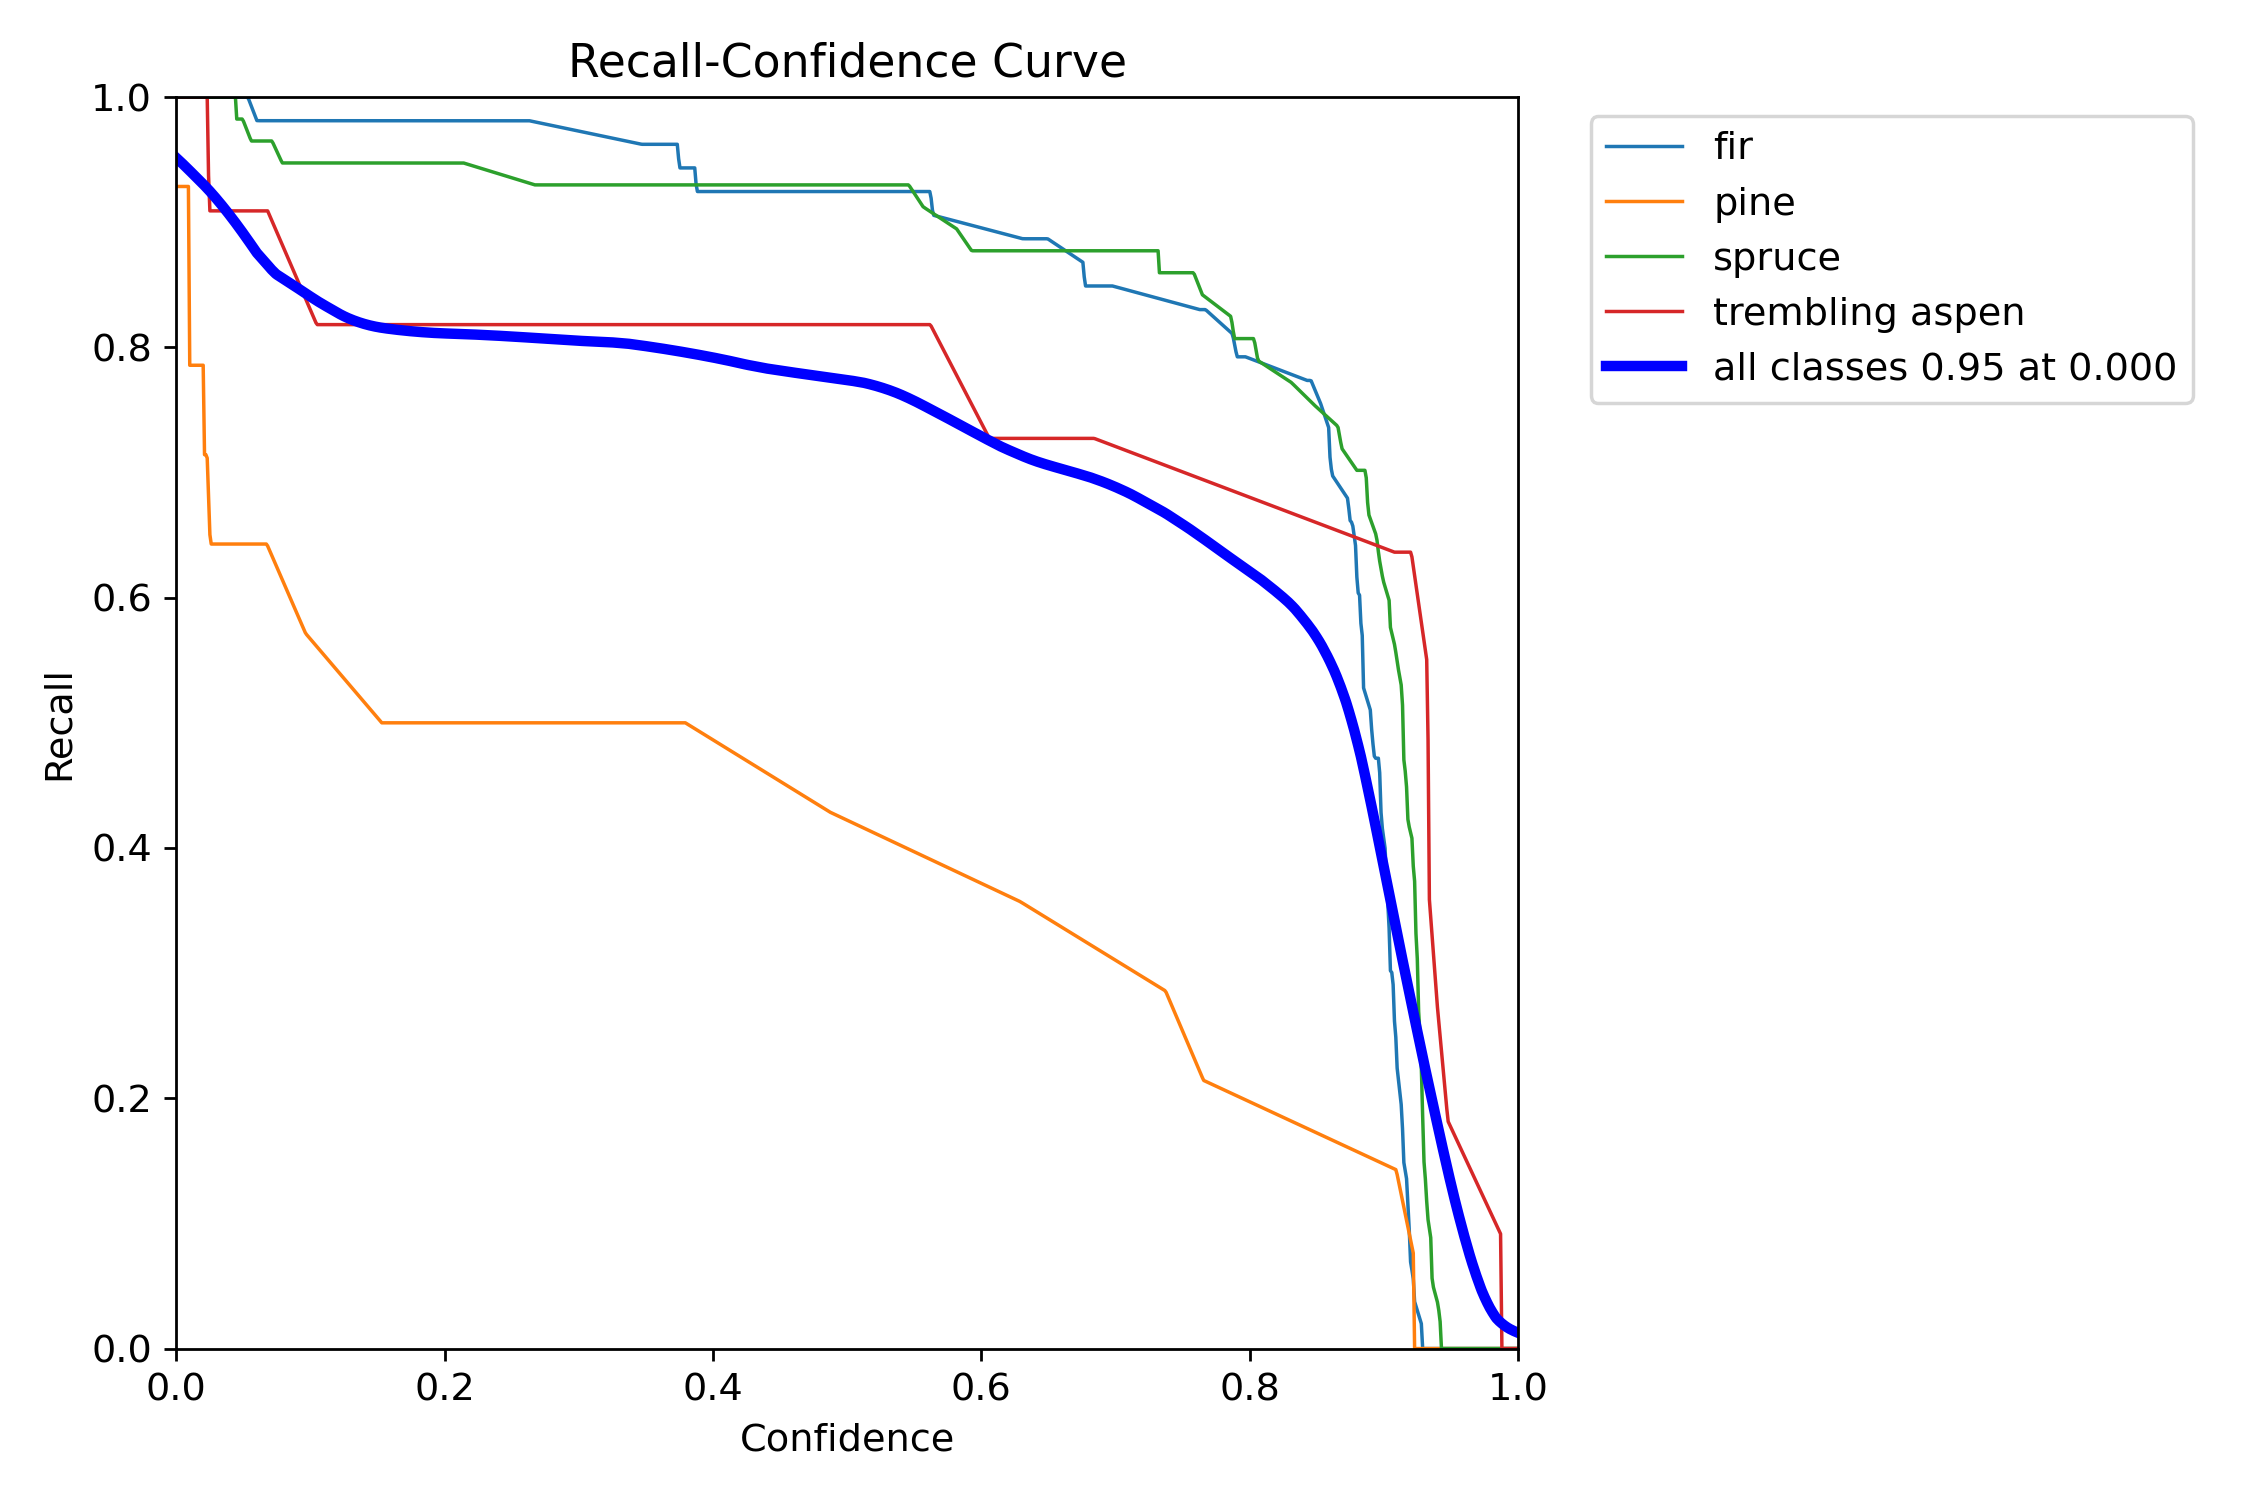 Recall-Confidence Curve
1.0
0.8
0.6
0.4
0.2
0.0
Recall
0.0 0.2 0.4 0.6 0.8 1.0
Confidence
fir
pine
spruce
trembling aspen
all classes 0.95 at 0.000